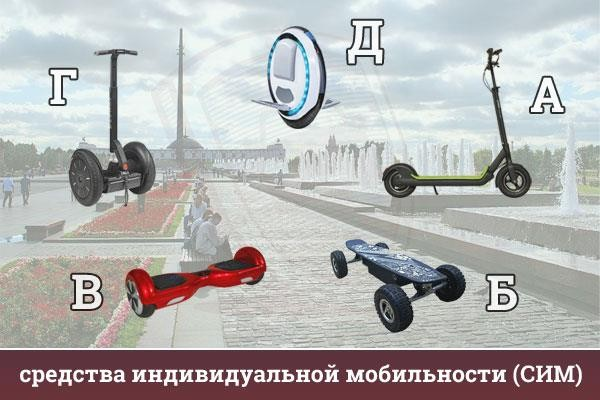 Д
Г
А
В
Б
средства индивидуальной мобильности (СИМ)